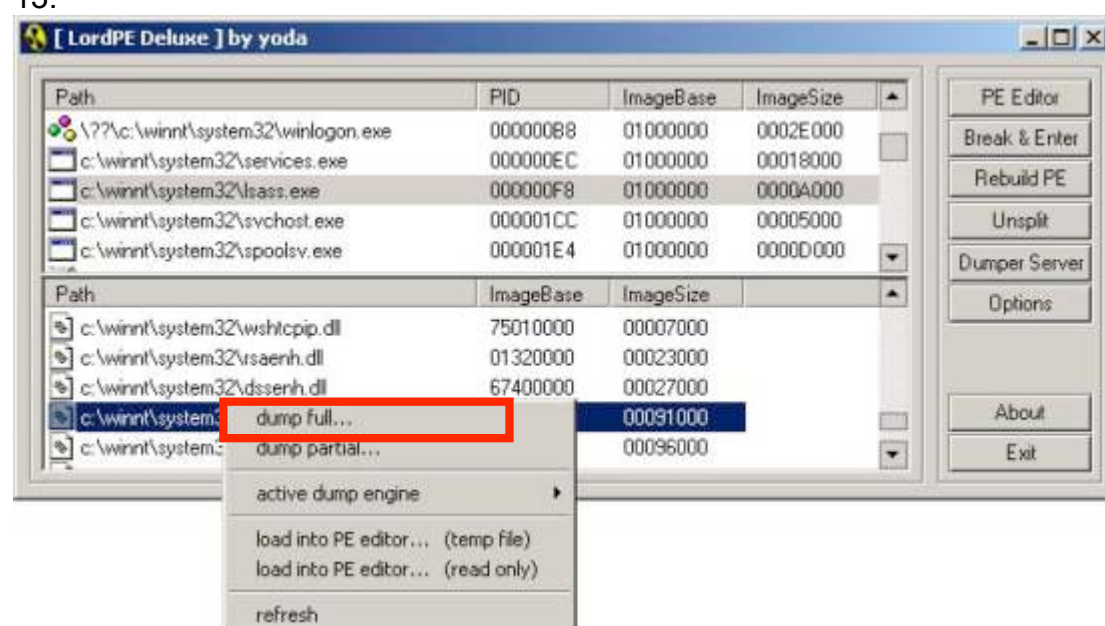 13.
[ LordPE Deluxe ] by yoda
Path PID ImageBase ImageSize
\??\c:\winnt\system32\winlogon.exe 000000B8 01000000 0002E000
c:\winnt\system32\services.exe 000000EC 01000000 00018000
c:\winnt\system32\lsass.exe 000000F8 01000000 0000A000
c:\winnt\system32\svchost.exe 000001CC 01000000 00005000
c:\winnt\system32\spoolsv.exe 000001E4 01000000 0000D000
Path ImageBase ImageSize
c:\winnt\system32\wshtcpip.dll 75010000 00007000
c:\winnt\system32\rsaenh.dll 01320000 00023000
c:\winnt\system32\dssenh.dll 67400000 00027000
c:\winnt\system3 00091000
c:\winnt\system3 00096000
dump full...
dump partial...
active dump engine
load into PE editor... (temp file)
load into PE editor... (read only)
refresh
PE Editor
Break & Enter
Rebuild PE
Unsplit
Dumper Server
Options
About
Exit